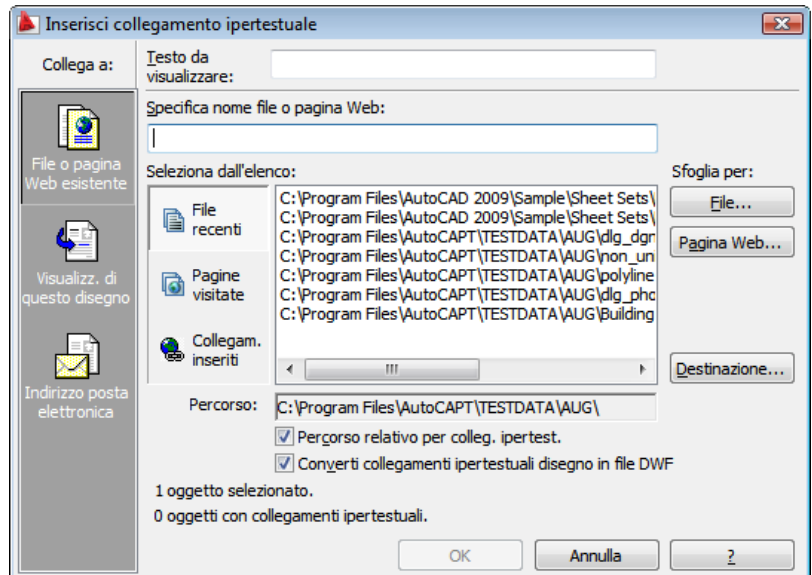 Inserisci collegamento ipertestuale
Collega a:
File o pagina
Web esistente
Visualizz. di
questo disegno
Indirizzo posta
elettronica
Testo da
visualizzare:
Specifica nome file o pagina Web:
Seleziona dall'elenco:
File
recenti
Pagine
visitate
Collegam.
inseriti
C:\Program Files\AutoCAD 2009\Sample\Sheet Sets\
C:\Program Files\AutoCAD 2009\Sample\Sheet Sets\
C:\Program Files\AutoCAPT\TESTDATA\AUG\dlg_dgn
C:\Program Files\AutoCAPT\TESTDATA\AUG\non_uni
C:\Program Files\AutoCAPT\TESTDATA\AUG\polyline
C:\Program Files\AutoCAPT\TESTDATA\AUG\dlg_pho
C:\Program Files\AutoCAPT\TESTDATA\AUG\Building
Sfoglia per:
File...
Pagina Web...
Destinazione...
Percorso: C:\Program Files\AutoCAPT\TESTDATA\AUG\
Percorso relativo per colleg. ipertest.
Converti collegamenti ipertestuali disegno in file DWF
1 oggetto selezionato.
0 oggetti con collegamenti ipertestuali.
OK Annulla ?